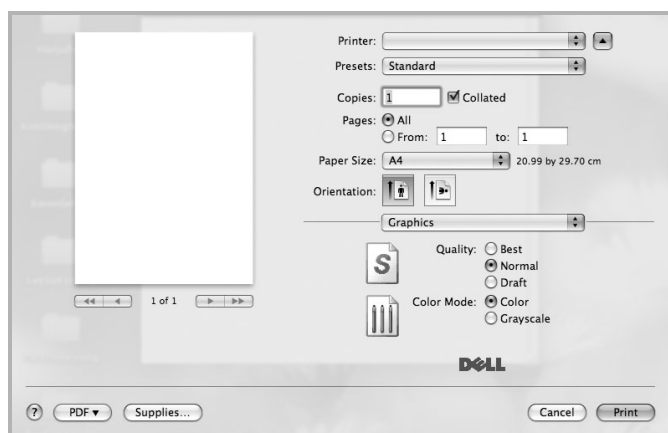 Printer:
Presets: Standard
Copies: 1 Collated
Pages: All
From: 1 to: 1
Paper Size: A4 20.99 by 29.70 cm
Orientation:
Graphics
Quality: Best
Normal
Draft
1 of 1
Color Mode: Color
Grayscale
DELL
? PDF Supplies... Cancel Print